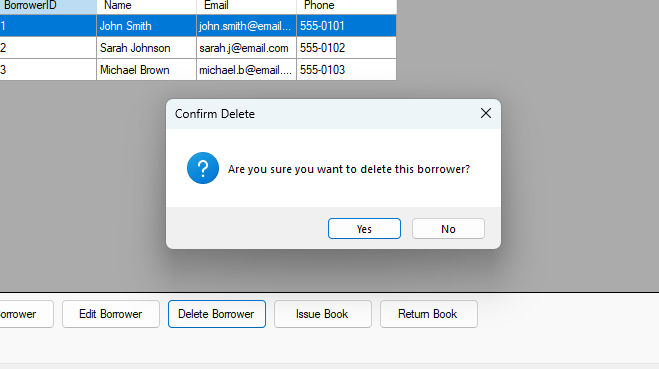 BorrowerID Name Email Phone
1 John Smith john.smith@email... 555-0101
2 Sarah Johnson sarah.j@email.com 555-0102
3 Michael Brown michael.b@email.... 555-0103
Confirm Delete
Are you sure you want to delete this borrower?
Yes No
orrower Edit Borrower Delete Borrower Issue Book Return Book